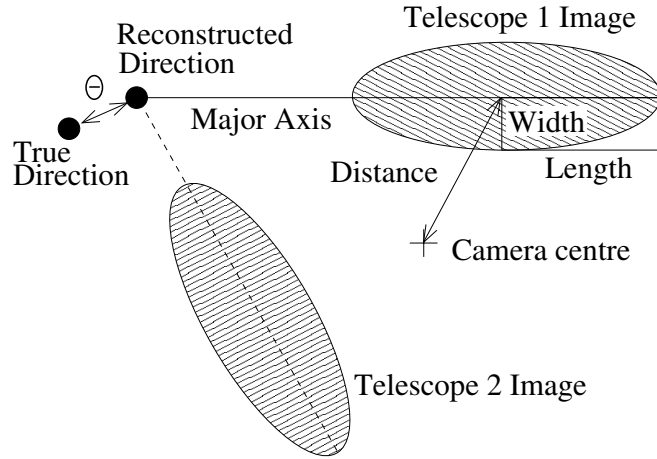 Telescope 1 Image
Reconstructed
Direction
Θ
Major Axis
Width
True
Direction
Distance
Length
Camera centre
Telescope 2 Image